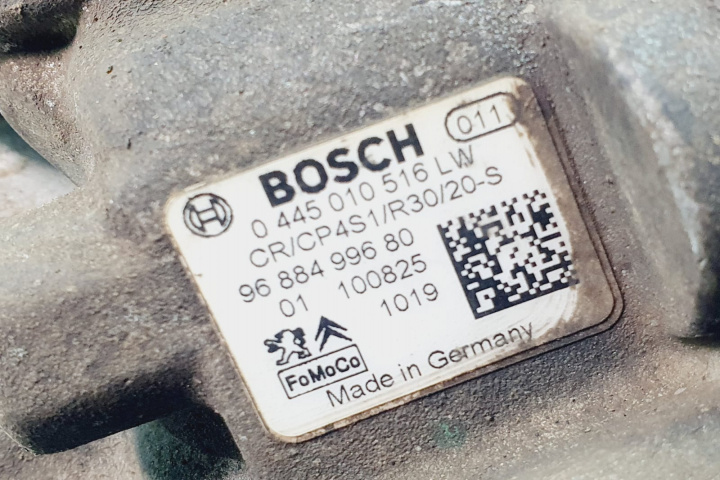 BOSCH
011
0 445 010 516 LW
CR/CP4S1/R30/20-S
96 884 996 80
01 100825
1019
FoMoCo
Made in Germany